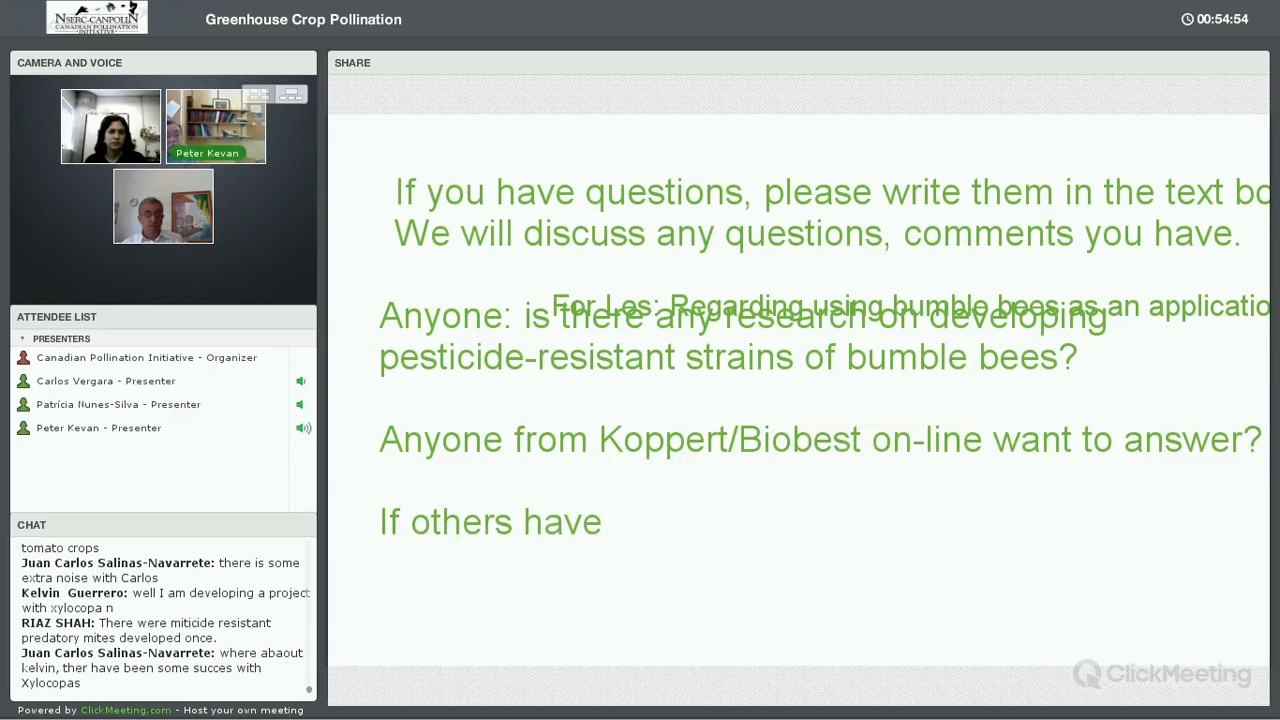 NSERC-CANPOLIN
CANADIAN POLLINATION
INITIATIVE
Greenhouse Crop Pollination
00:54:54
CAMERA AND VOICE
Peter Kevan
ATTENDEE LIST
PRESENTERS
Canadian Pollination Initiative - Organizer
Carlos Vergara - Presenter
Patrícia Nunes-Silva - Presenter
Peter Kevan - Presenter
CHAT
tomato crops
Juan Carlos Salinas-Navarrete: there is some
extra noise with Carlos
Kelvin Guerrero: well I am developing a project
with xylocopa n
RIAZ SHAH: There were miticide resistant
predatory mites developed once.
Juan Carlos Salinas-Navarrete: where abaout
kelvin, ther have been some succes with
Xylocopas
Powered by ClickMeeting.com - Host your own meeting
SHARE
If you have questions, please write them in the text bo
We will discuss any questions, comments you have.
For Les: Regarding using bumble bees as an applicatio
Anyone: is there any research on developing
pesticide-resistant strains of bumble bees?
Anyone from Koppert/Biobest on-line want to answer?
If others have
ClickMeeting